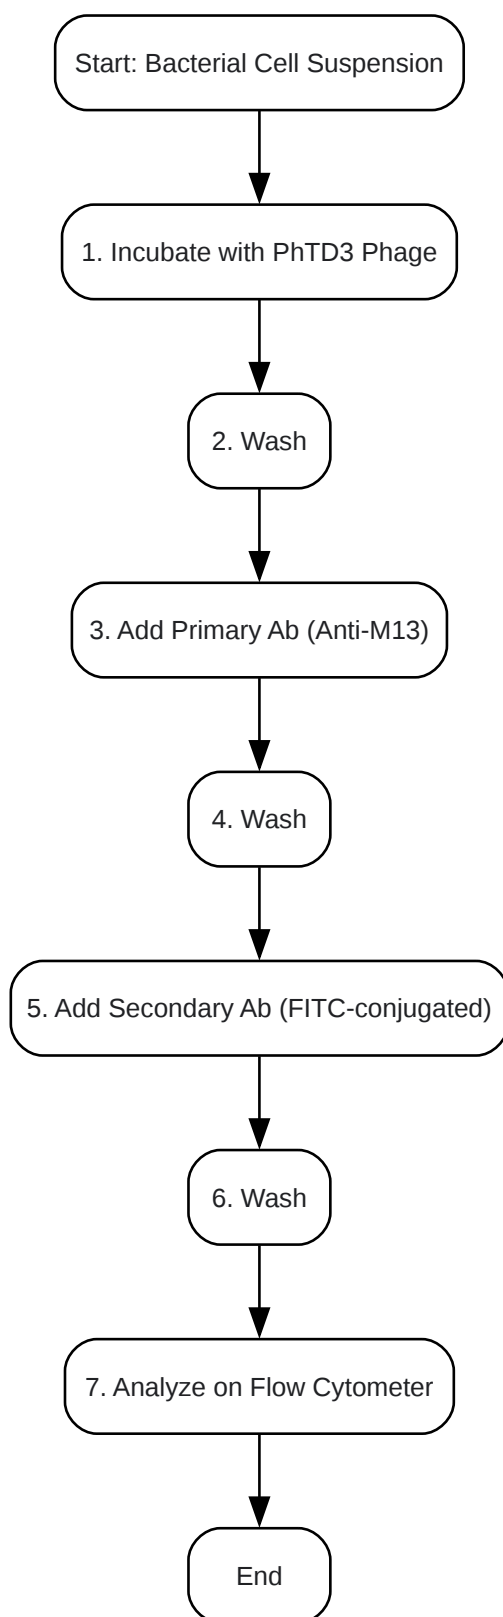 Start: Bacterial Cell Suspension
1. Incubate with PhTD3 Phage
2. Wash
3. Add Primary Ab (Anti-M13)
4. Wash
5. Add Secondary Ab (FITC-conjugated)
6. Wash
7. Analyze on Flow Cytometer
End